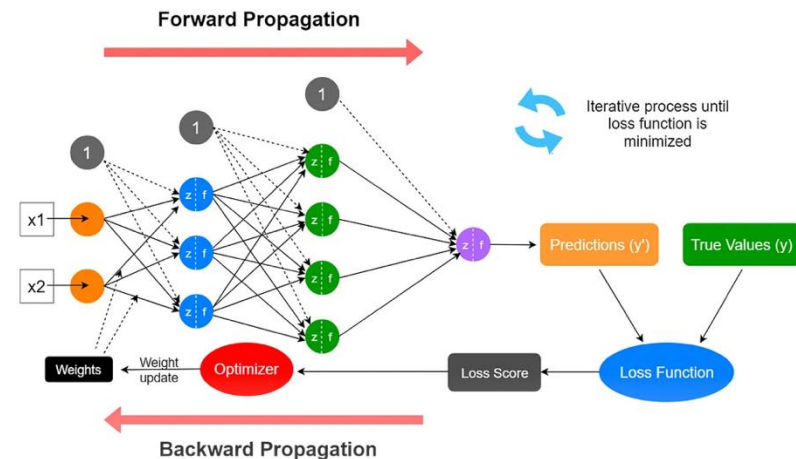 Forward Propagation
1
1
1
Iterative process until
loss function is
minimized
x1
x2
z f
z f
z f
z f
z f
z f
z f
z f
Predictions (y')
True Values (y)
Weights
Weight
update
Optimizer
Loss Score
Loss Function
Backward Propagation